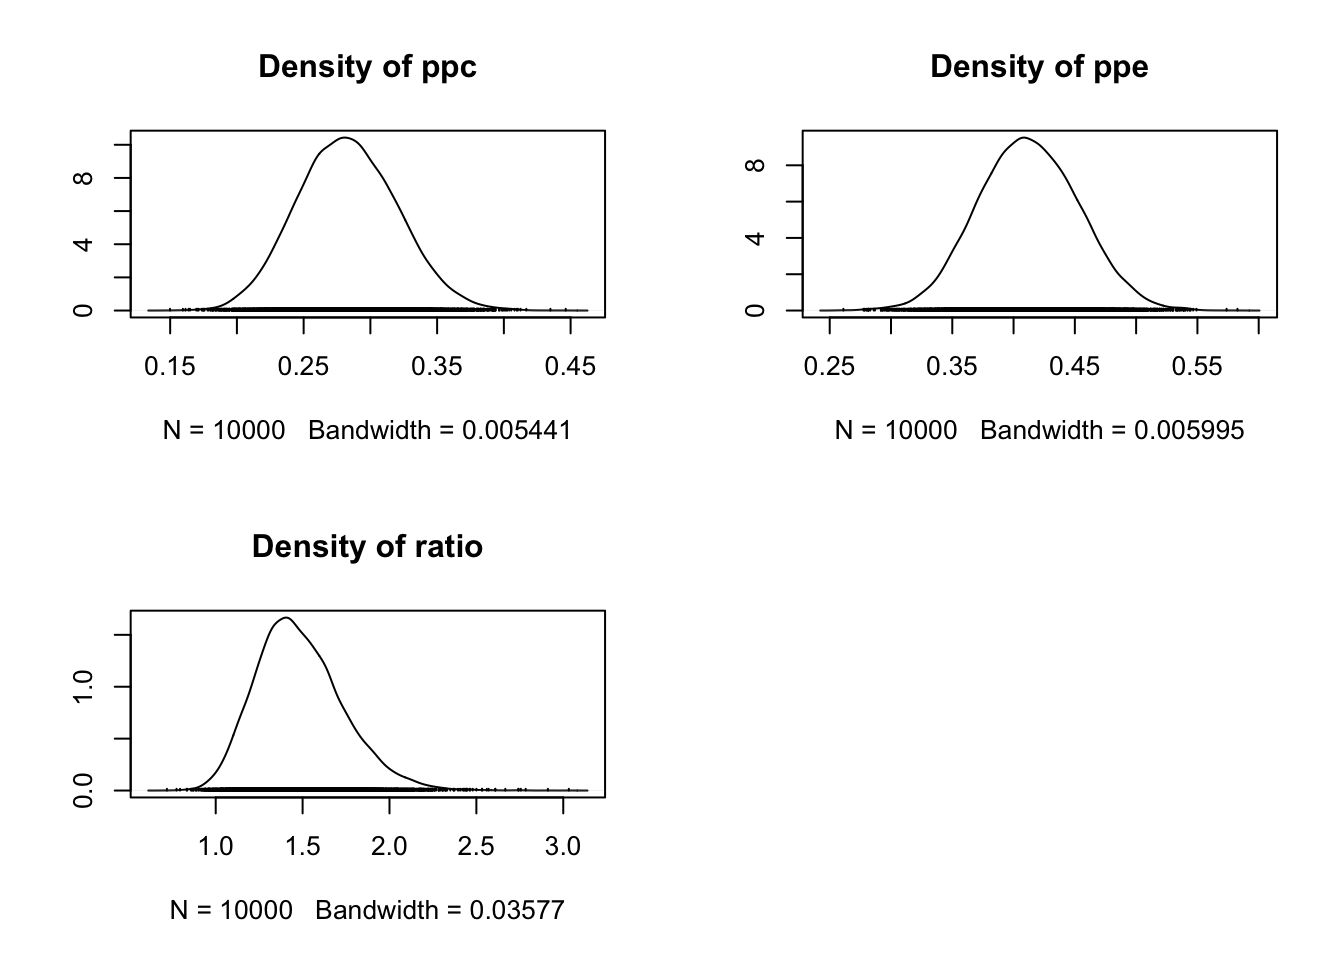 Density of ppc
8
4
0
0.15 0.25 0.35 0.45
N = 10000 Bandwidth = 0.005441
Density of ppe
8
4
0
0.25 0.35 0.45 0.55
N = 10000 Bandwidth = 0.005995
Density of ratio
1.0
0.0
1.0 1.5 2.0 2.5 3.0
N = 10000 Bandwidth = 0.03577